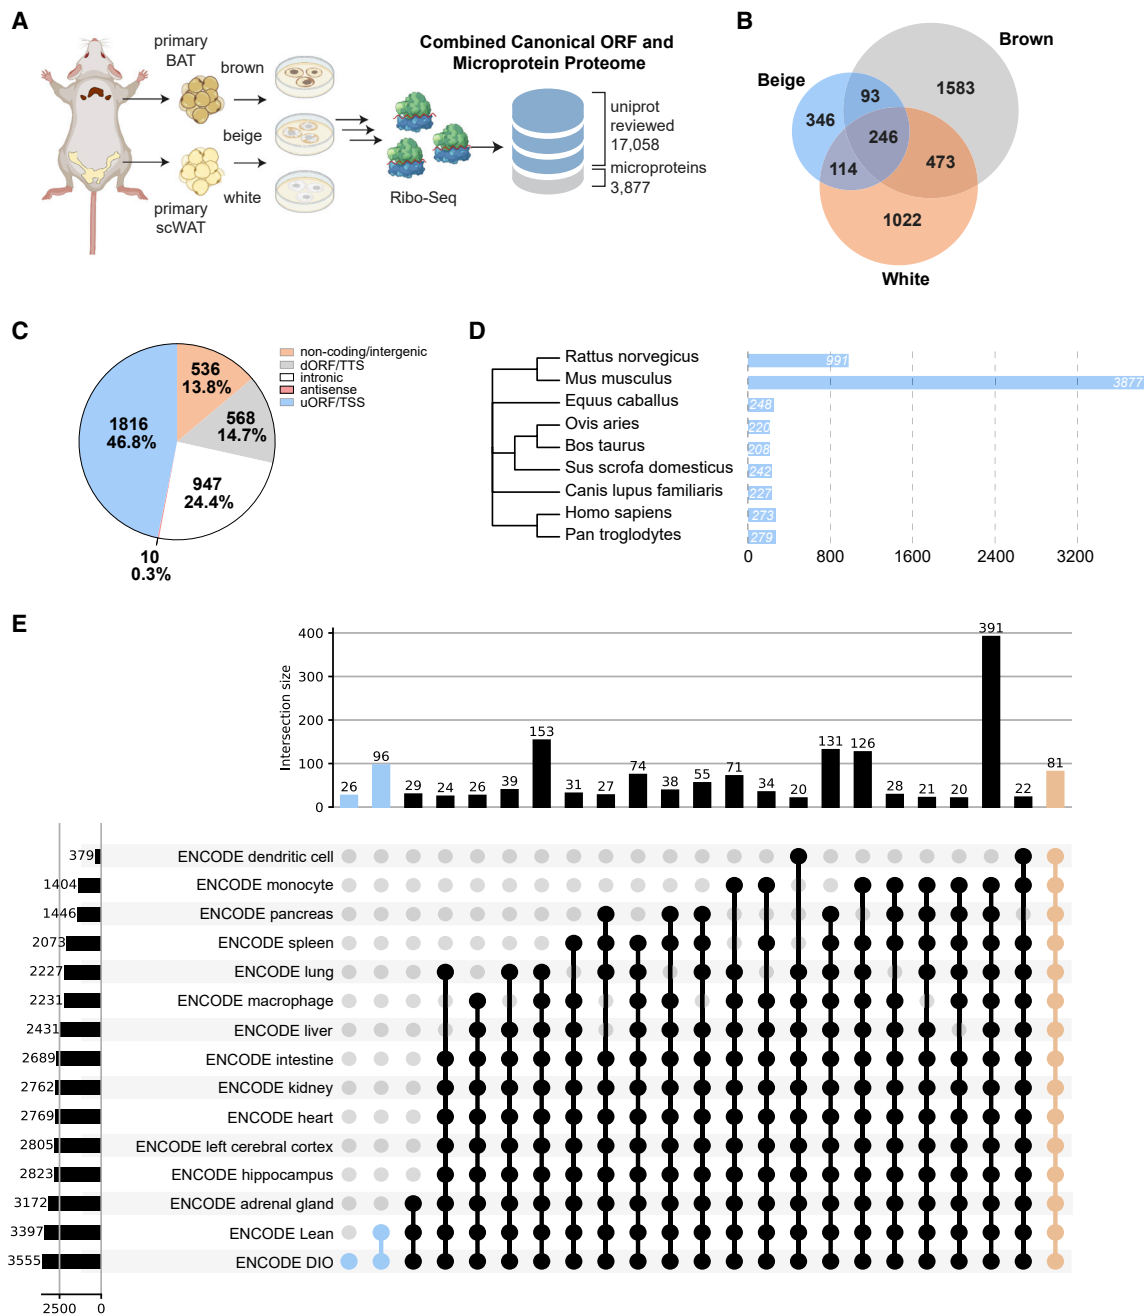 A
primary
BAT
brown
beige
white
primary
scWAT
Ribo-Seq
Combined Canonical ORF and
Microprotein Proteome
uniprot
reviewed
17,058
microproteins
3,877
B
Brown
Beige
White
1583
93
346
246
114
473
1022
C
536
13.8%
568
14.7%
947
24.4%
1816
46.8%
10
0.3%
non-coding/intergenic
dORF/TTS
intronic
antisense
uORF/TSS
D
Rattus norvegicus 991
Mus musculus 3877
Equus caballus 248
Ovis aries 220
Bos taurus 208
Sus scrofa domesticus 242
Canis lupus familiaris 227
Homo sapiens 273
Pan troglodytes 279
0 800 1600 2400 3200
E
Intersection size
400
300
200
100
0
26 96 29 24 26 39 153 31 27 74 38 55 71 34 20 131 126 28 21 20 391 22 81
379 ENCODE dendritic cell
1404 ENCODE monocyte
1446 ENCODE pancreas
2073 ENCODE spleen
2227 ENCODE lung
2231 ENCODE macrophage
2431 ENCODE liver
2689 ENCODE intestine
2762 ENCODE kidney
2769 ENCODE heart
2805 ENCODE left cerebral cortex
2823 ENCODE hippocampus
3172 ENCODE adrenal gland
3397 ENCODE Lean
3555 ENCODE DIO
2500 0